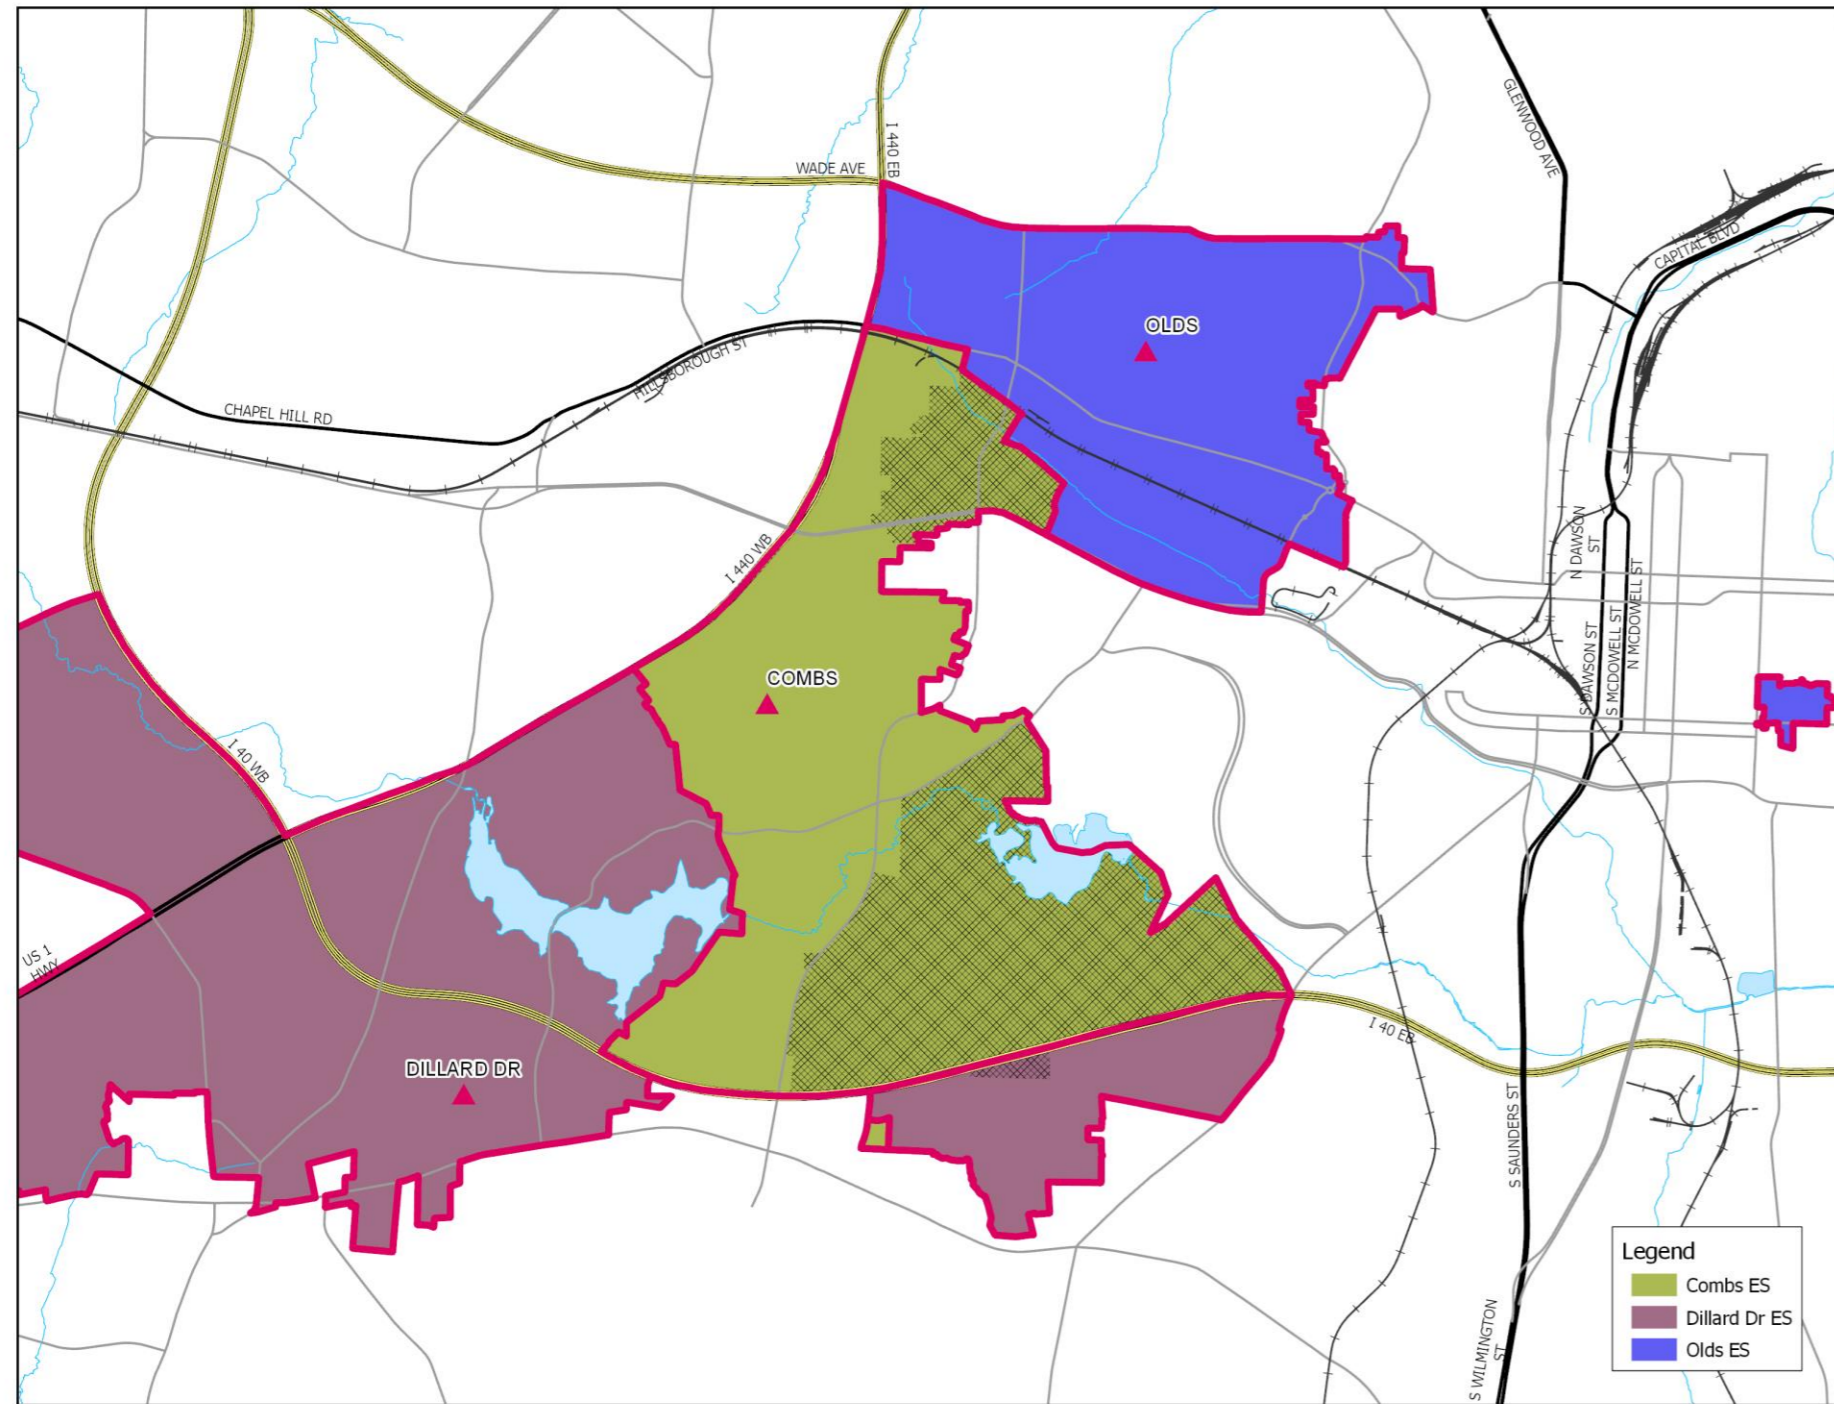 GLENWOOD AVE
I 440 EB
WADE AVE
CAPITAL BLVD
OLDS
HILLSBOROUGH ST
CHAPEL HILL RD
I 440 WB
N DAWSON
ST
N MCDOWELL ST
S DAWSON ST
S MCDOWELL ST
COMBS
I 40 WB
US 1
HWY
I 40 EB
DILLARD DR
S SAUNDERS ST
S WILMINGTON
ST
Legend
Combs ES
Dillard Dr ES
Olds ES